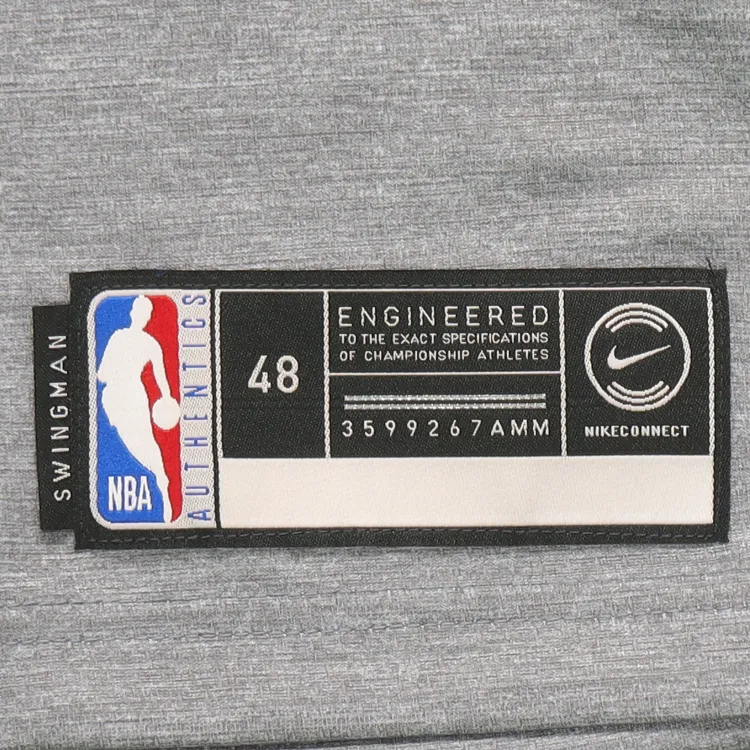 SWINGMAN
NBA
AUTHENTICS
48
ENGINEERED
TO THE EXACT SPECIFICATIONS
OF CHAMPIONSHIP ATHLETES
3599267AMM
NIKECONNECT